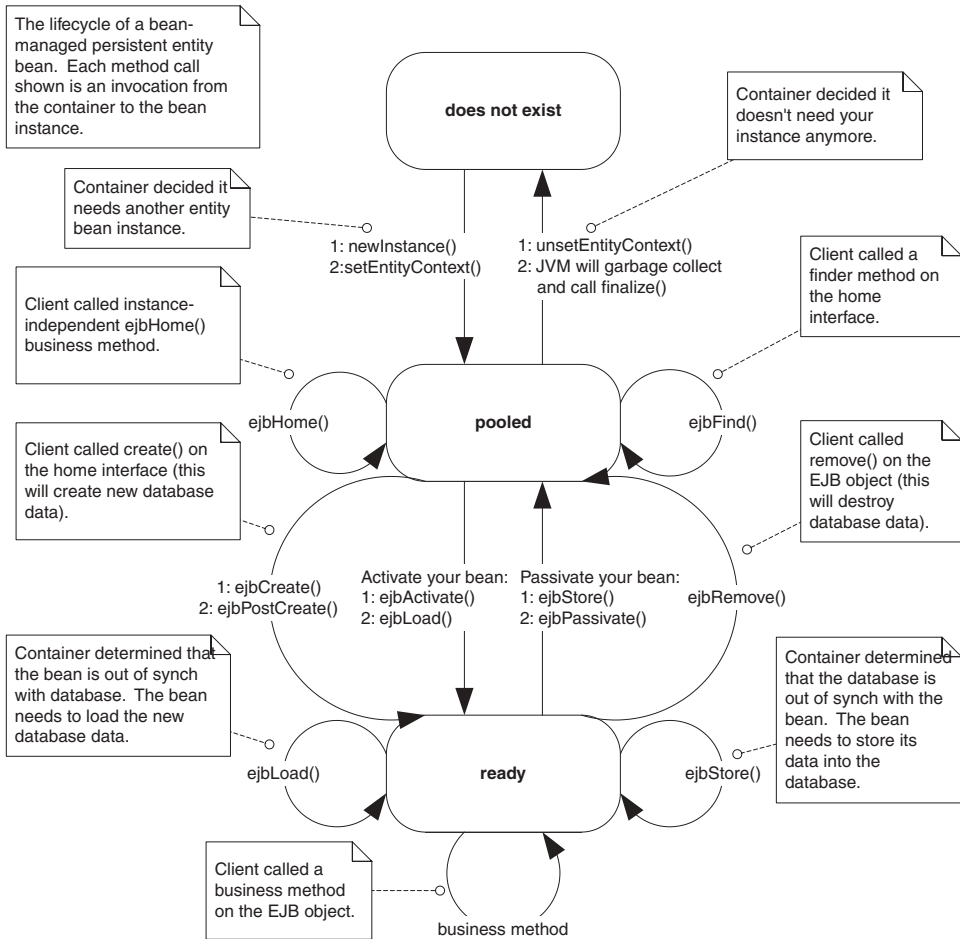 The lifecycle of a bean-
managed persistent entity
bean.  Each method call
shown is an invocation from
the container to the bean
instance.
does not exist
Container decided it
doesn't need your
instance anymore.
Container decided it
needs another entity
bean instance.
1: newInstance()
2:setEntityContext()
1: unsetEntityContext()
2: JVM will garbage collect
and call finalize()
Client called a
finder method on
the home
interface.
Client called instance-
independent ejbHome()
business method.
ejbHome()
pooled
ejbFind()
Client called create() on
the home interface (this
will create new database
data).
Client called
remove() on the
EJB object (this
will destroy
database data).
1: ejbCreate()
2: ejbPostCreate()
Activate your bean:
1: ejbActivate()
2: ejbLoad()
Passivate your bean:
1: ejbStore()
2: ejbPassivate()
ejbRemove()
Container determined that
the bean is out of synch
with database.  The bean
needs to load the new
database data.
Container determined
that the database is
out of synch with the
bean.  The bean
needs to store its
data into the
database.
ejbLoad()
ready
ejbStore()
Client called a
business method
on the EJB object.
business method